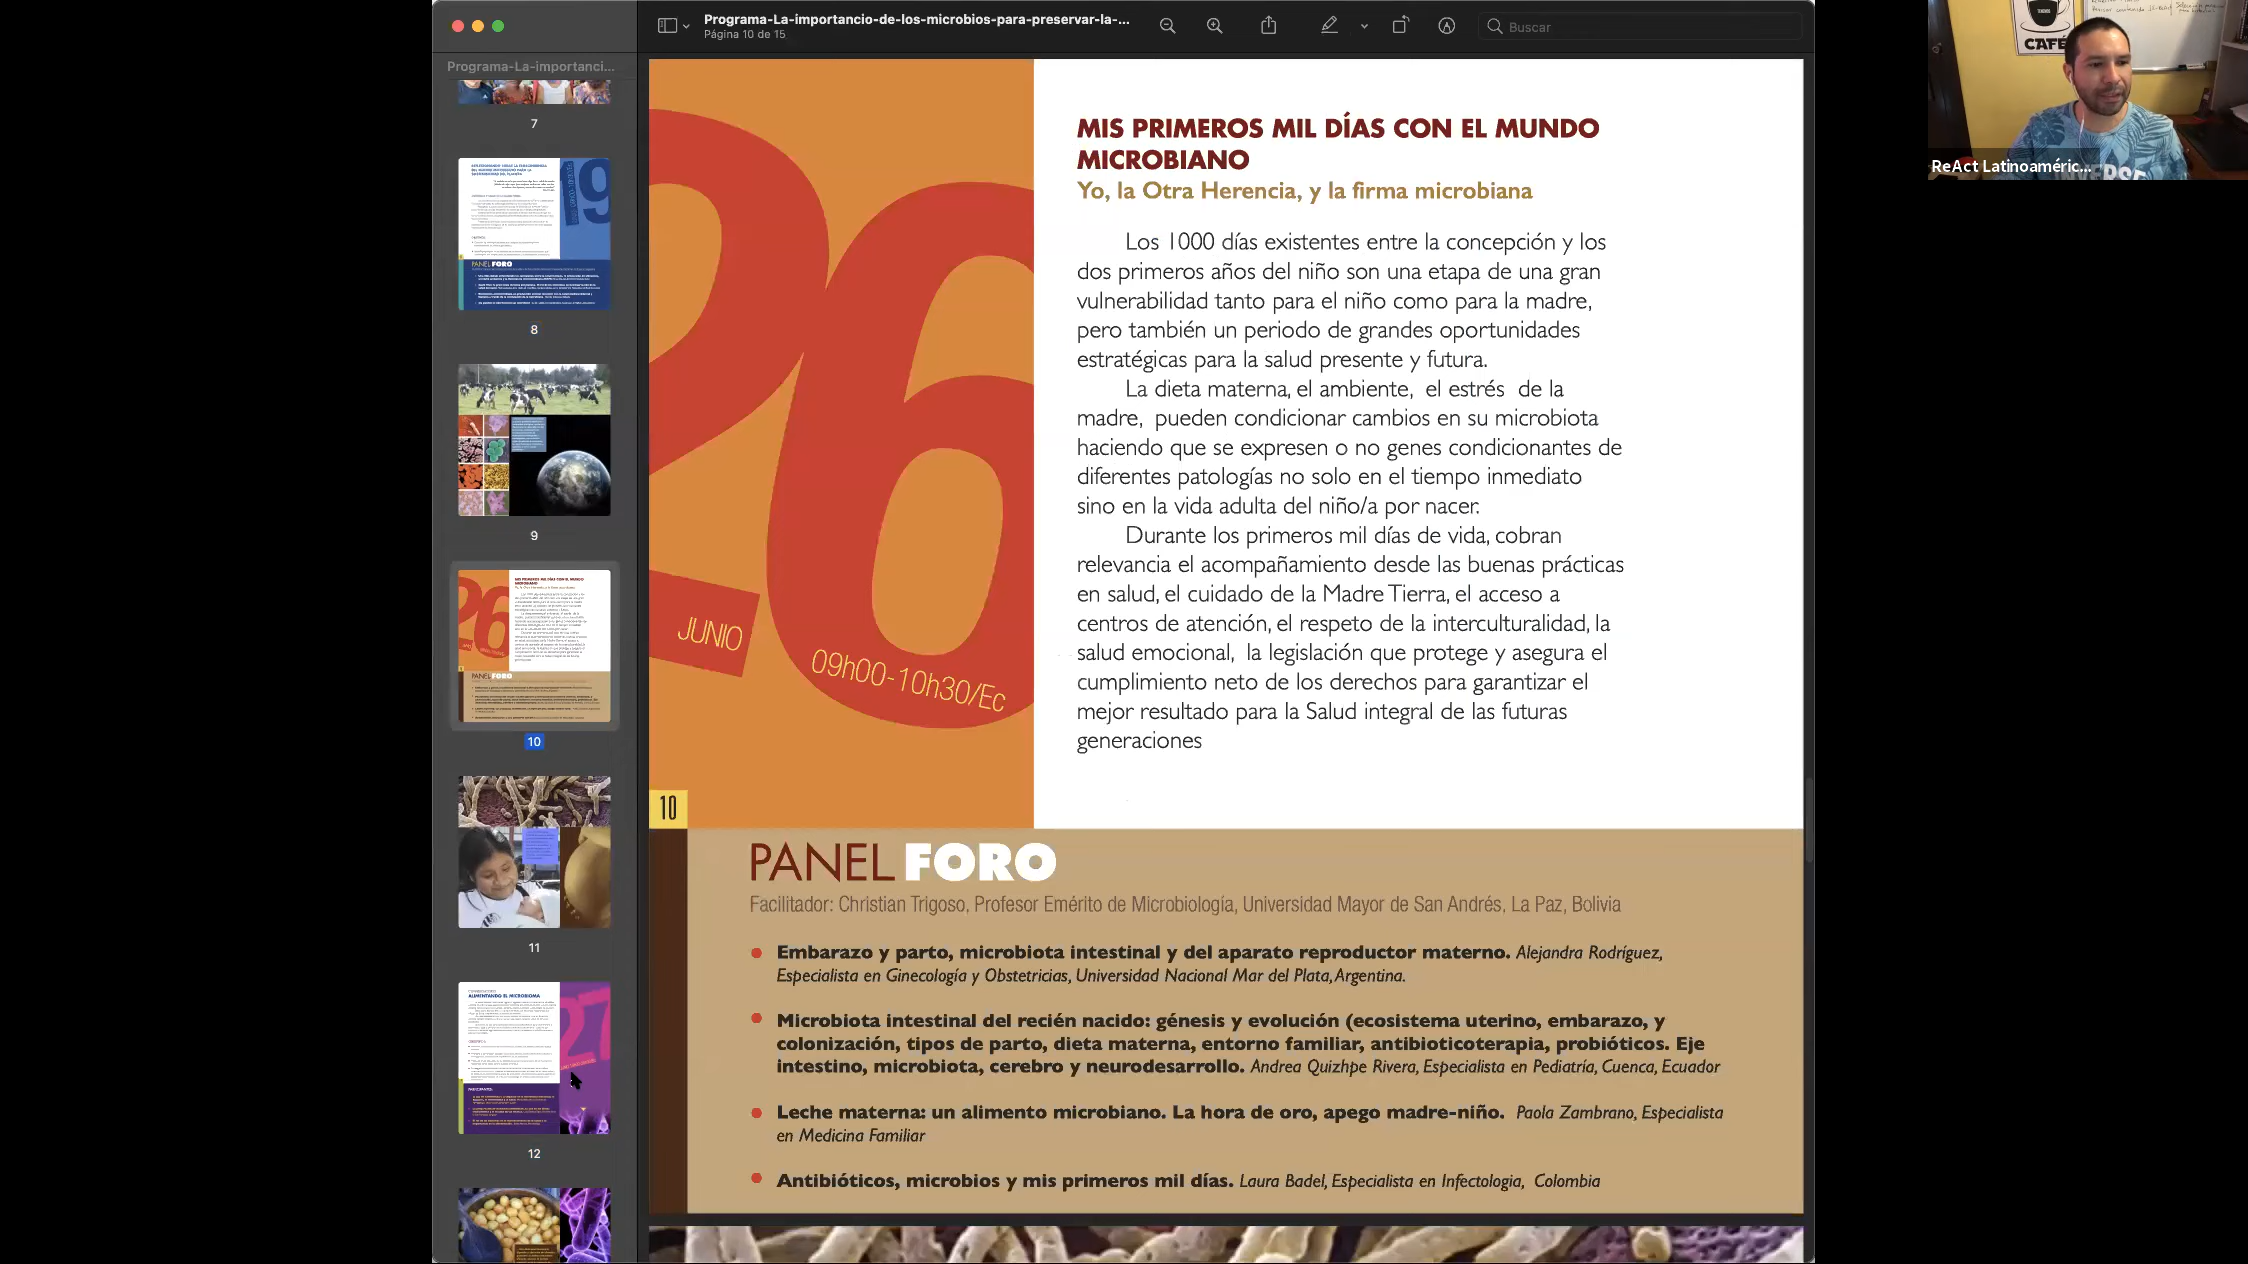 Programa-La-importancio-de-los-microbios-para-preservar-la-...
Página 10 de 15
Buscar
Programa-La-importanci...
7
8
9
10
11
12
PANEL FORO
19
26
27
ALIMENTANDO EL MICROBIOMA
26
JUNIO
09h00-10h30/Ec
10
MIS PRIMEROS MIL DÍAS CON EL MUNDO
MICROBIANO
Yo, la Otra Herencia, y la firma microbiana
Los 1000 días existentes entre la concepción y los
dos primeros años del niño son una etapa de una gran
vulnerabilidad tanto para el niño como para la madre,
pero también un periodo de grandes oportunidades
estratégicas para la salud presente y futura.
La dieta materna, el ambiente, el estrés de la
madre, pueden condicionar cambios en su microbiota
haciendo que se expresen o no genes condicionantes de
diferentes patologías no solo en el tiempo inmediato
sino en la vida adulta del niño/a por nacer.
Durante los primeros mil días de vida, cobran
relevancia el acompañamiento desde las buenas prácticas
en salud, el cuidado de la Madre Tierra, el acceso a
centros de atención, el respeto de la interculturalidad, la
salud emocional, la legislación que protege y asegura el
cumplimiento neto de los derechos para garantizar el
mejor resultado para la Salud integral de las futuras
generaciones
PANEL FORO
Facilitador: Christian Trigoso, Profesor Emérito de Microbiología, Universidad Mayor de San Andrés, La Paz, Bolivia
Embarazo y parto, microbiota intestinal y del aparato reproductor materno. Alejandra Rodríguez,
Especialista en Ginecología y Obstetricias, Universidad Nacional Mar del Plata, Argentina.
Microbiota intestinal del recién nacido: génesis y evolución (ecosistema uterino, embarazo, y
colonización, tipos de parto, dieta materna, entorno familiar, antibioticoterapia, probióticos. Eje
intestino, microbiota, cerebro y neurodesarrollo. Andrea Quizhpe Rivera, Especialista en Pediatría, Cuenca, Ecuador
Leche materna: un alimento microbiano. La hora de oro, apego madre-niño. Paola Zambrano, Especialista
en Medicina Familiar
Antibióticos, microbios y mis primeros mil días. Laura Badel, Especialista en Infectologia, Colombia
CAFÉ
ReAct Latinoaméric...